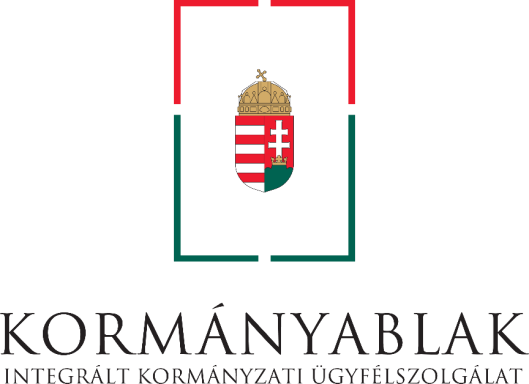 KORMÁNYABLAK
INTEGRÁLT KORMÁNYZATI ÜGYFÉLSZOLGÁLAT